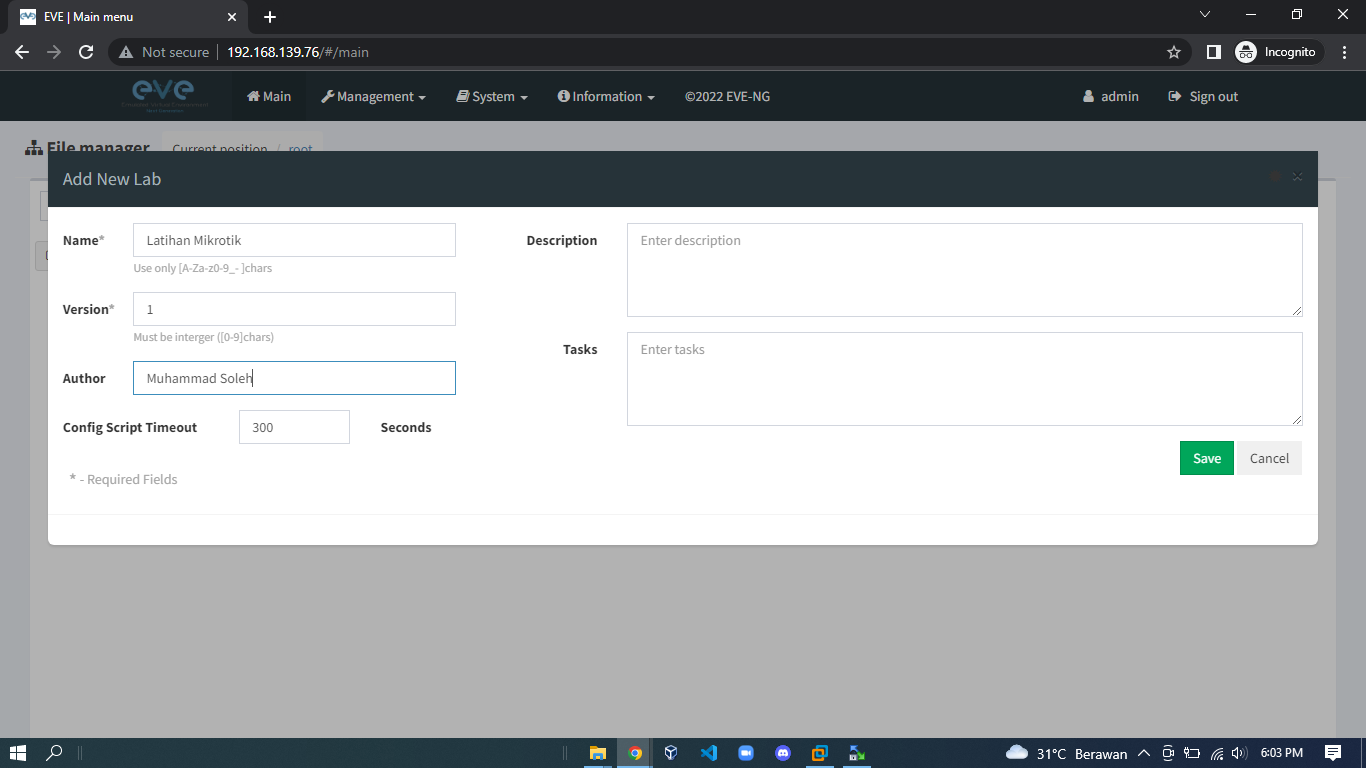 EVE | Main menu
Not secure 192.168.139.76/#/main Incognito
eve Main Management System Information ©2022 EVE-NG admin Sign out
File manager Current position / root
Add New Lab
Name* Latihan Mikrotik
Use only [A-Za-z0-9_- ]chars
Version* 1
Must be interger ([0-9]chars)
Author Muhammad Soleh
Config Script Timeout 300 Seconds
* - Required Fields
Description Enter description
Tasks Enter tasks
Save Cancel
31°C Berawan 6:03 PM